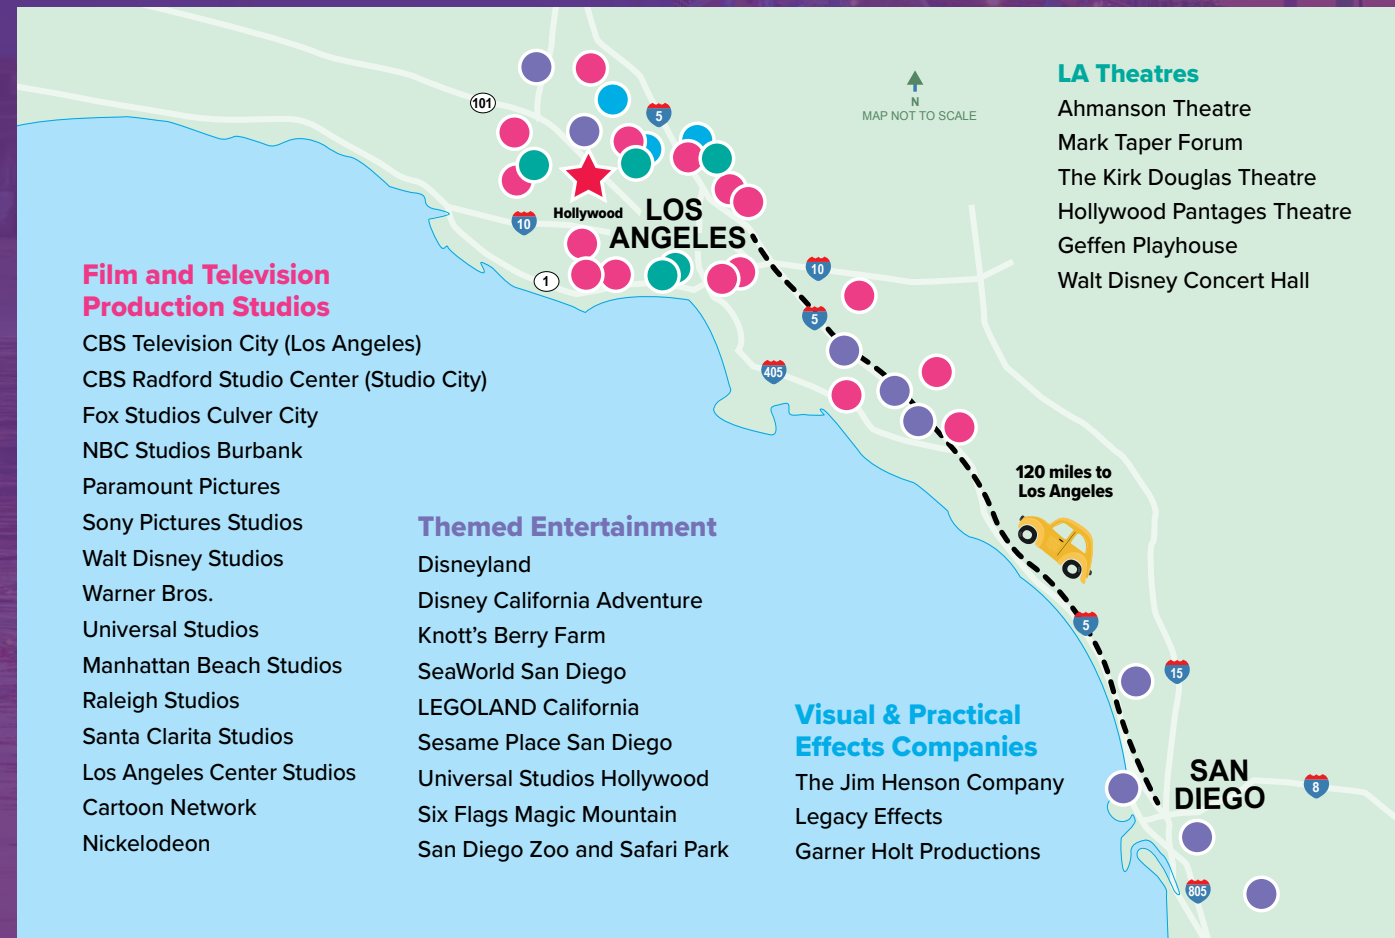 101
5
N
MAP NOT TO SCALE
LA Theatres
Ahmanson Theatre
Mark Taper Forum
The Kirk Douglas Theatre
Hollywood Pantages Theatre
Geffen Playhouse
Walt Disney Concert Hall
10
Hollywood
LOS
ANGELES
1
10
5
405
Film and Television
Production Studios
CBS Television City (Los Angeles)
CBS Radford Studio Center (Studio City)
Fox Studios Culver City
NBC Studios Burbank
Paramount Pictures
Sony Pictures Studios
Walt Disney Studios
Warner Bros.
Universal Studios
Manhattan Beach Studios
Raleigh Studios
Santa Clarita Studios
Los Angeles Center Studios
Cartoon Network
Nickelodeon
Themed Entertainment
Disneyland
Disney California Adventure
Knott's Berry Farm
SeaWorld San Diego
LEGOLAND California
Sesame Place San Diego
Universal Studios Hollywood
Six Flags Magic Mountain
San Diego Zoo and Safari Park
120 miles to
Los Angeles
5
15
Visual & Practical
Effects Companies
The Jim Henson Company
Legacy Effects
Garner Holt Productions
SAN
DIEGO
8
805